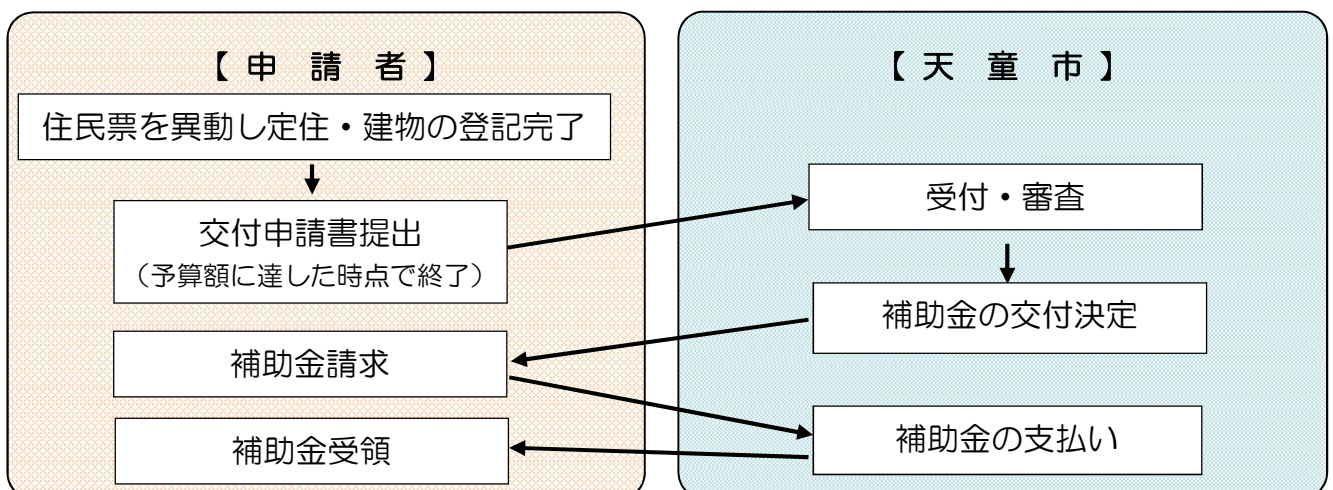 【申請者】
住民票を異動し定住・建物の登記完了
交付申請書提出
（予算額に達した時点で終了）
補助金請求
補助金受領
【天童市】
受付・審査
補助金の交付決定
補助金の支払い